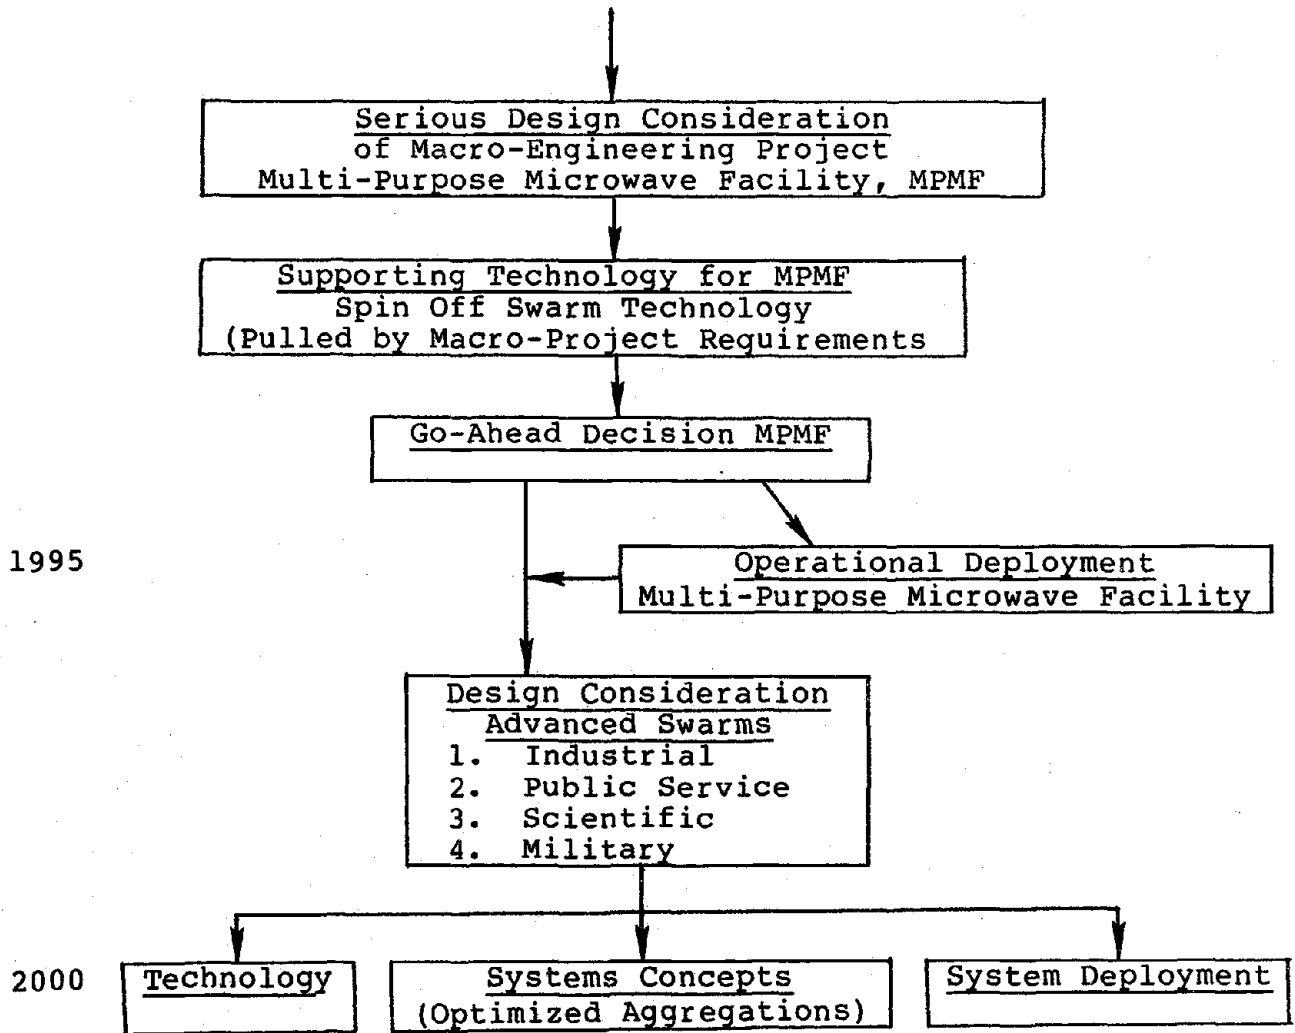 Serious Design Consideration
of Macro-Engineering Project
Multi-Purpose Microwave Facility, MPMF
Supporting Technology for MPMF
Spin Off Swarm Technology
(Pulled by Macro-Project Requirements
Go-Ahead Decision MPMF
1995
Operational Deployment
Multi-Purpose Microwave Facility
Design Consideration
Advanced Swarms
1. Industrial
2. Public Service
3. Scientific
4. Military
2000
Technology
Systems Concepts
(Optimized Aggregations)
System Deployment